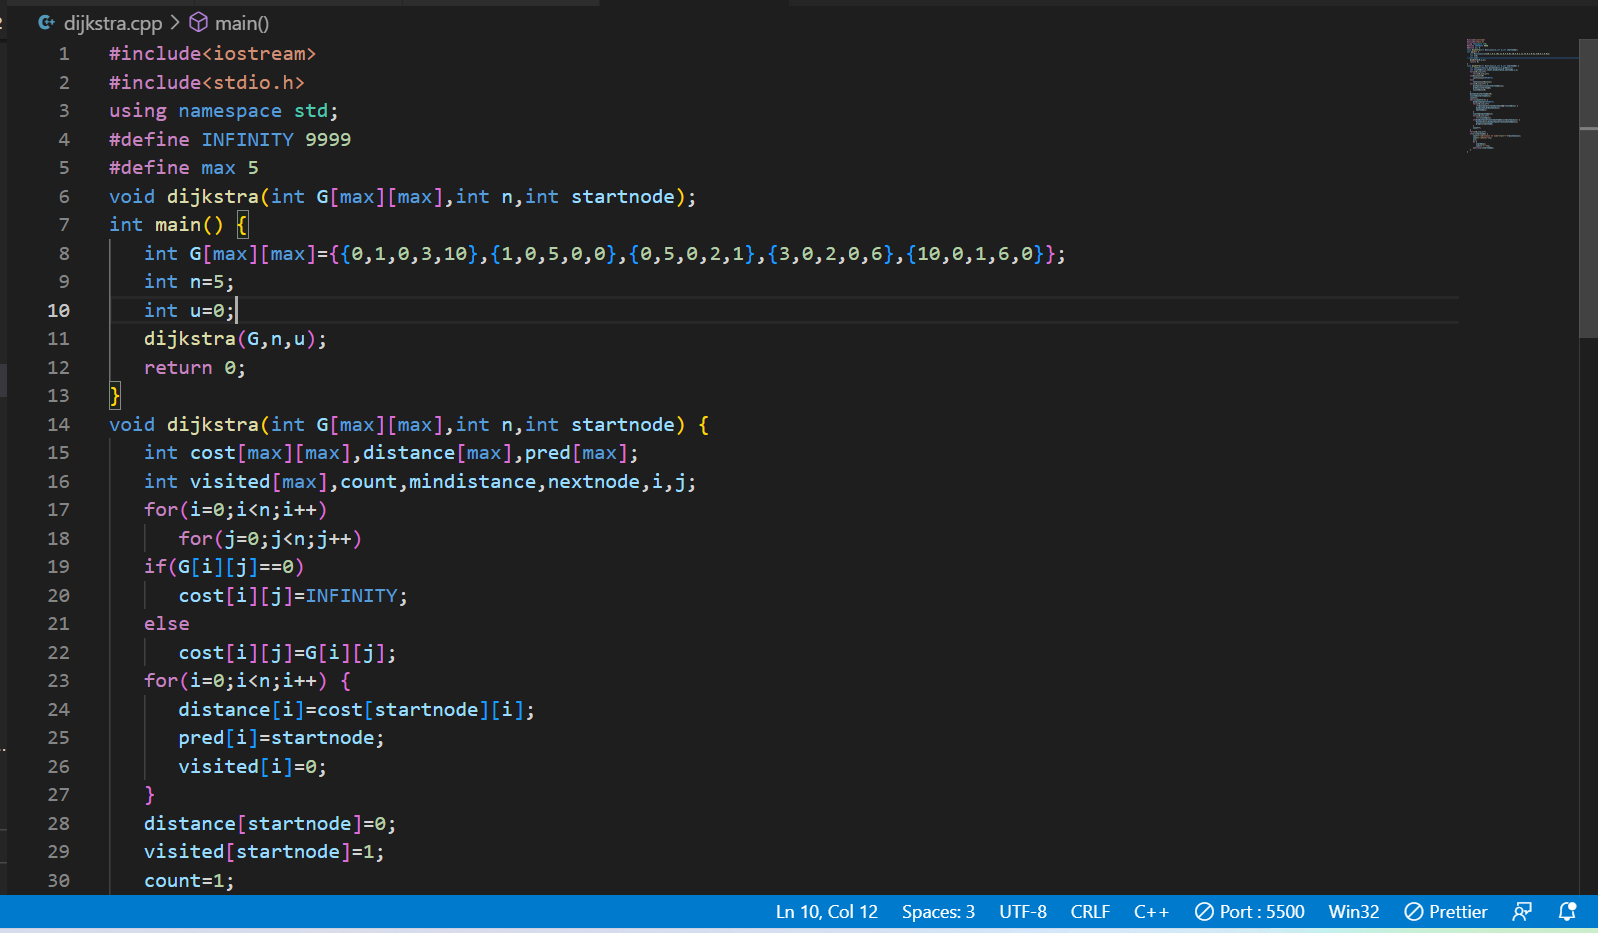 dijkstra.cpp > main()
1 #include<iostream>
2 #include<stdio.h>
3 using namespace std;
4 #define INFINITY 9999
5 #define max 5
6 void dijkstra(int G[max][max],int n,int startnode);
7 int main() {
8 int G[max][max]={{0,1,0,3,10},{1,0,5,0,0},{0,5,0,2,1},{3,0,2,0,6},{10,0,1,6,0}};
9 int n=5;
10 int u=0;
11 dijkstra(G,n,u);
12 return 0;
13 }
14 void dijkstra(int G[max][max],int n,int startnode) {
15 int cost[max][max],distance[max],pred[max];
16 int visited[max],count,mindistance,nextnode,i,j;
17 for(i=0;i<n;i++)
18 for(j=0;j<n;j++)
19 if(G[i][j]==0)
20 cost[i][j]=INFINITY;
21 else
22 cost[i][j]=G[i][j];
23 for(i=0;i<n;i++) {
24 distance[i]=cost[startnode][i];
25 pred[i]=startnode;
26 visited[i]=0;
27 }
28 distance[startnode]=0;
29 visited[startnode]=1;
30 count=1;
Ln 10, Col 12 Spaces: 3 UTF-8 CRLF C++ Port : 5500 Win32 Prettier